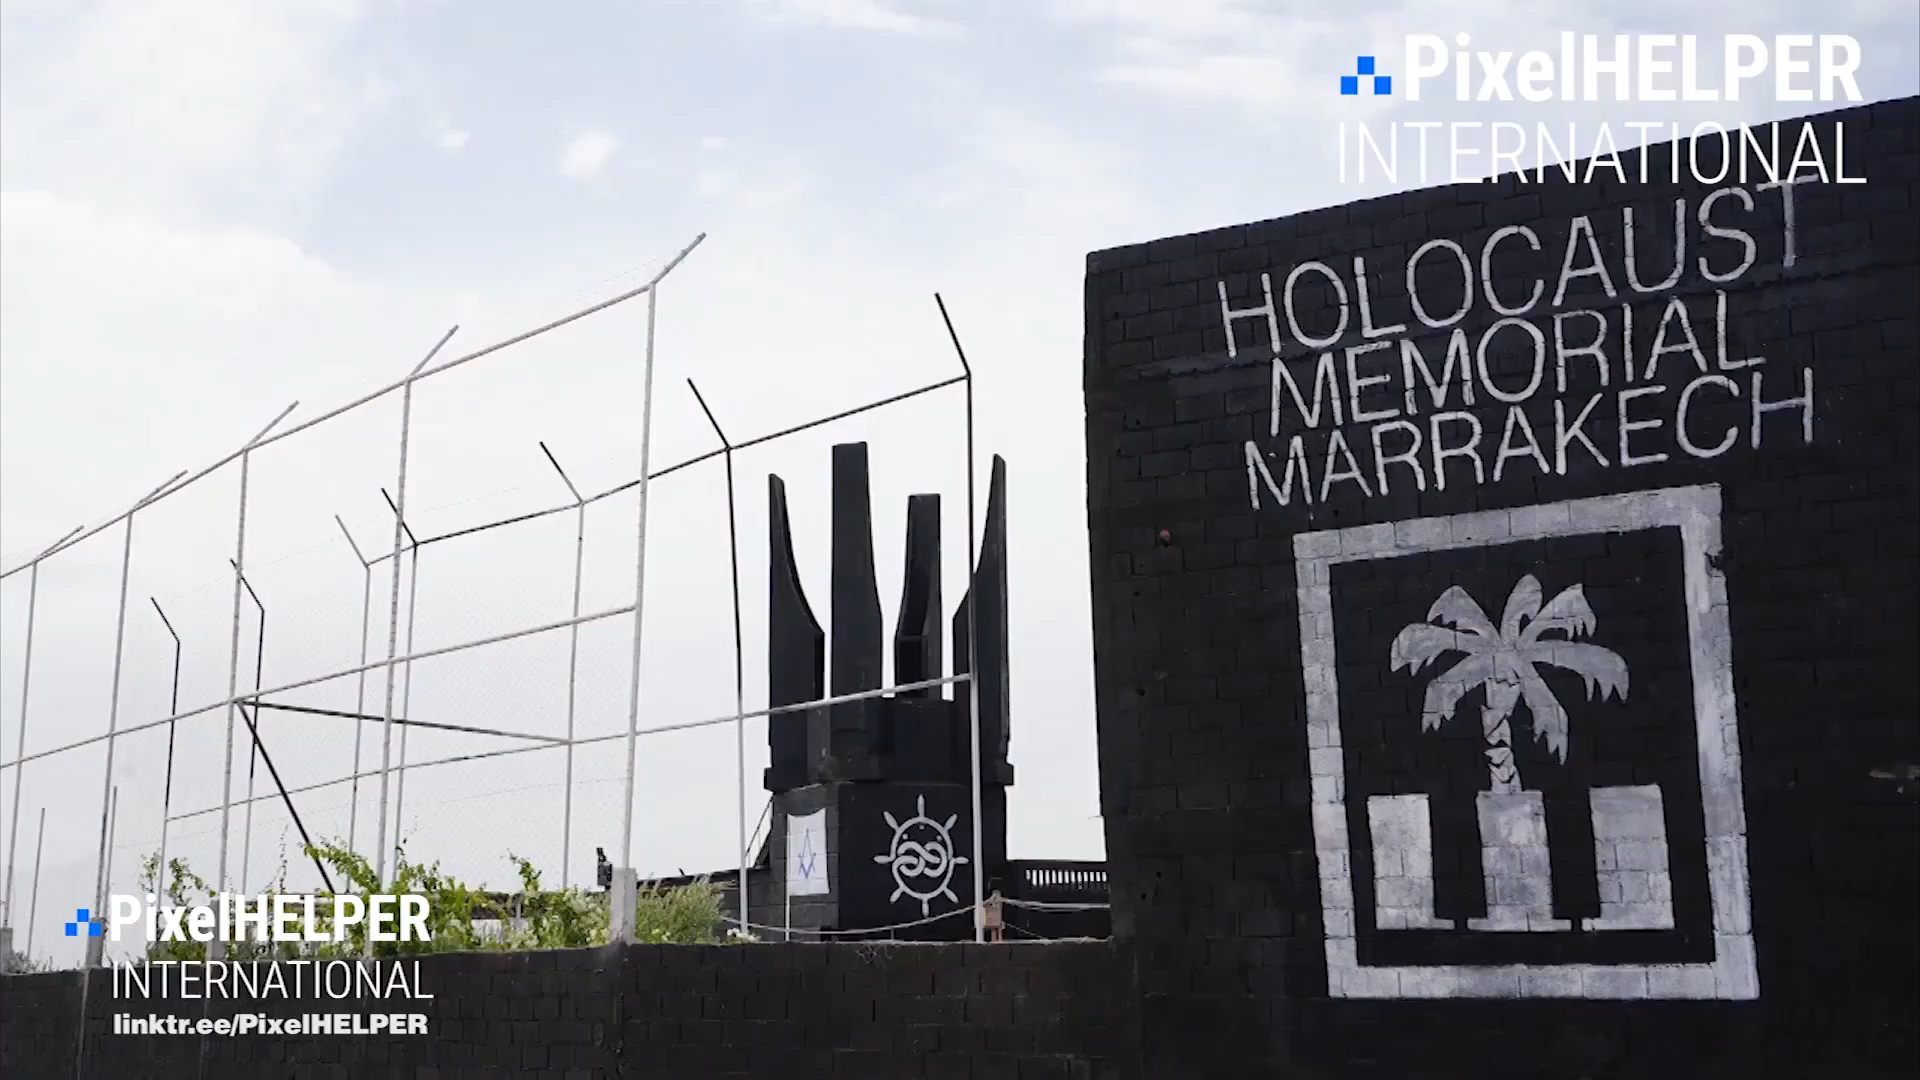 PixelHELPER
INTERNATIONAL
HOLOCAUST
MEMORIAL
MARRAKECH
PixelHELPER
INTERNATIONAL
linktr.ee/PixelHELPER